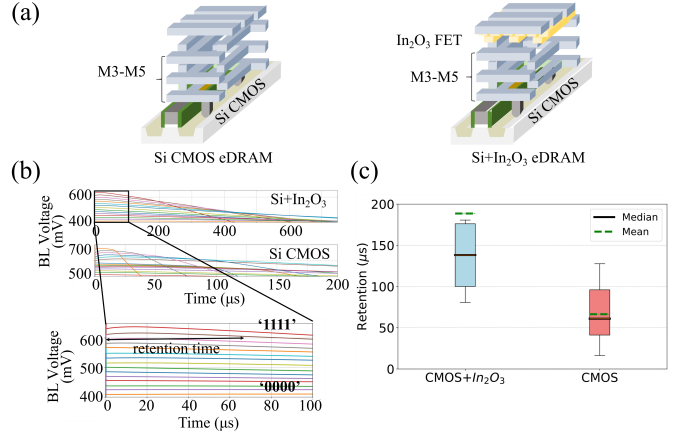 (a)
In₂O₃ FET
M3-M5
M3-M5
Si CMOS
Si CMOS
Si CMOS eDRAM
Si+In₂O₃ eDRAM
(b)
(c)
BL Voltage
(mV)
600
400
Si+In₂O₃
0 200 400 600
BL Voltage
(mV)
700
500
Si CMOS
0 50 100 150 200
Time (μs)
BL Voltage
(mV)
600
500
400
‘1111’
retention time
‘0000’
0 20 40 60 80 100
Time (μs)
Retention (μs)
200
150
100
50
0
Median
Mean
CMOS+In₂O₃ CMOS